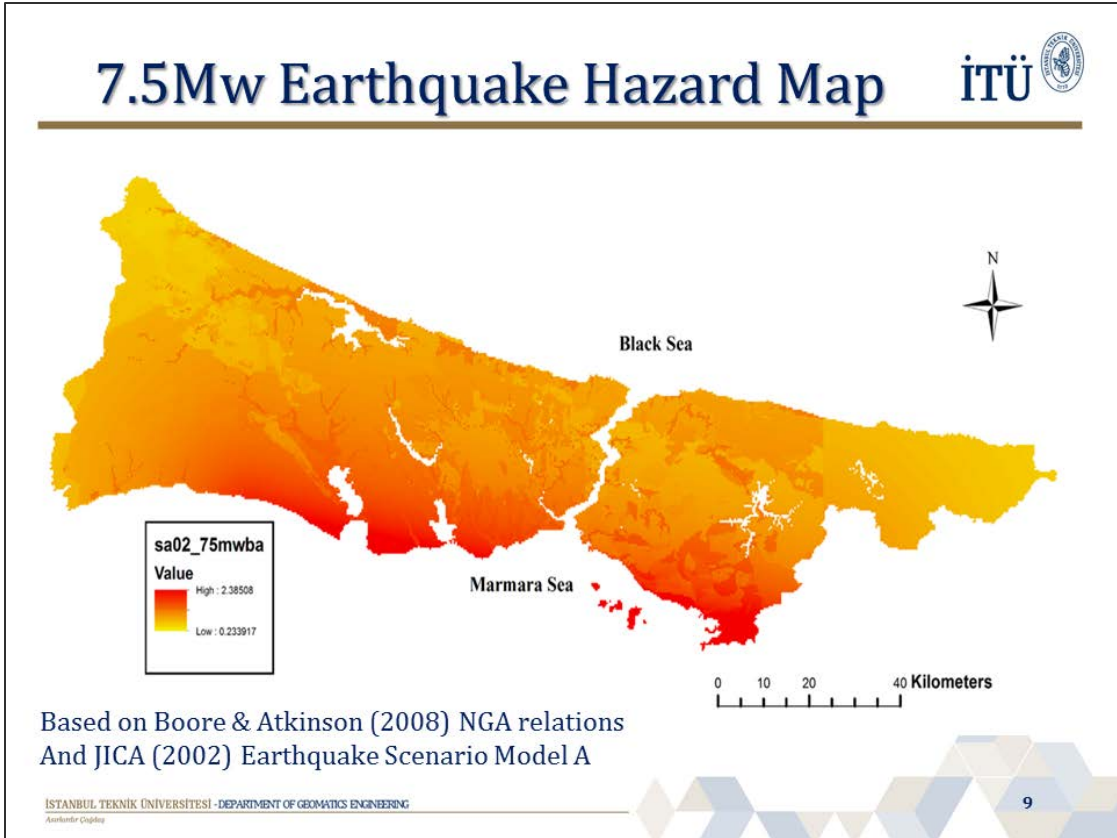 7.5Mw Earthquake Hazard Map
İTÜ
N
Black Sea
sa02_75mwba
Value
High : 2.38508
Low : 0.233917
Marmara Sea
0 10 20 40 Kilometers
Based on Boore & Atkinson (2008) NGA relations
And JICA (2002) Earthquake Scenario Model A
İSTANBUL TEKNİK ÜNİVERSİTESİ - DEPARTMENT OF GEOMATICS ENGINEERING
Asırlardır Çağdaş
9